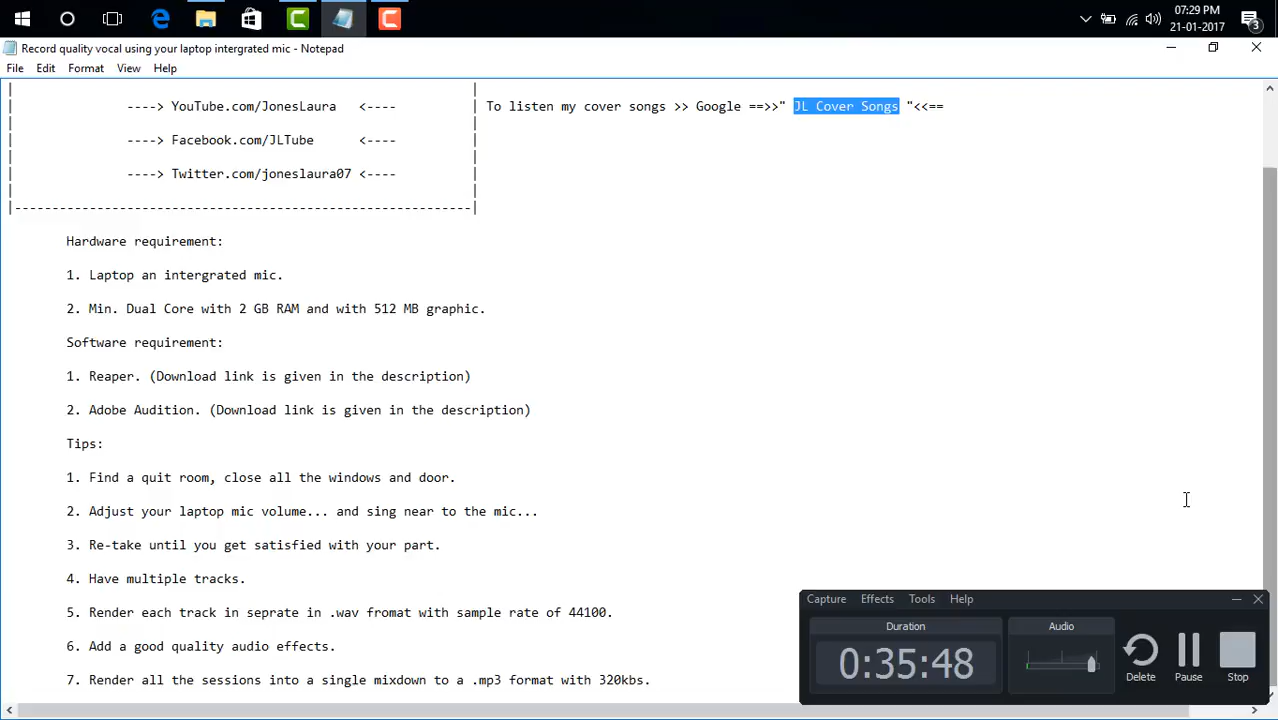 07:29 PM
21-01-2017
3
Record quality vocal using your laptop intergrated mic - Notepad
File Edit Format View Help
| |
| ----> YouTube.com/JonesLaura <---- | To listen my cover songs >> Google ==>>" JL Cover Songs "<<==
| |
| ----> Facebook.com/JLTube <---- |
| |
| ----> Twitter.com/joneslaura07 <---- |
| |
|-------------------------------------------------------------|
Hardware requirement:
1. Laptop an intergrated mic.
2. Min. Dual Core with 2 GB RAM and with 512 MB graphic.
Software requirement:
1. Reaper. (Download link is given in the description)
2. Adobe Audition. (Download link is given in the description)
Tips:
1. Find a quit room, close all the windows and door.
2. Adjust your laptop mic volume... and sing near to the mic...
3. Re-take until you get satisfied with your part.
4. Have multiple tracks.
5. Render each track in seprate in .wav fromat with sample rate of 44100.
6. Add a good quality audio effects.
7. Render all the sessions into a single mixdown to a .mp3 format with 320kbs.
Capture Effects Tools Help
Duration Audio
0:35:48
Delete Pause Stop